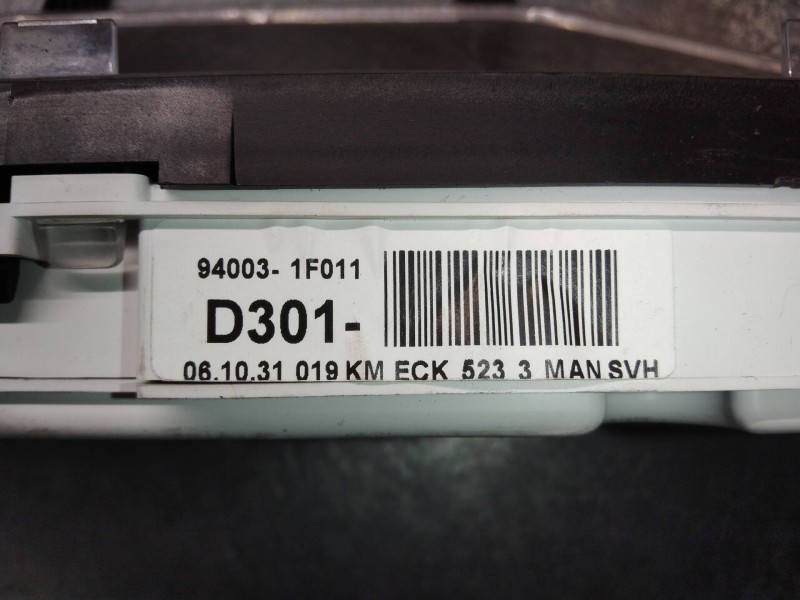 94003- 1F011
D301-
06.10.31 019 KM ECK 523 3 MAN SVH